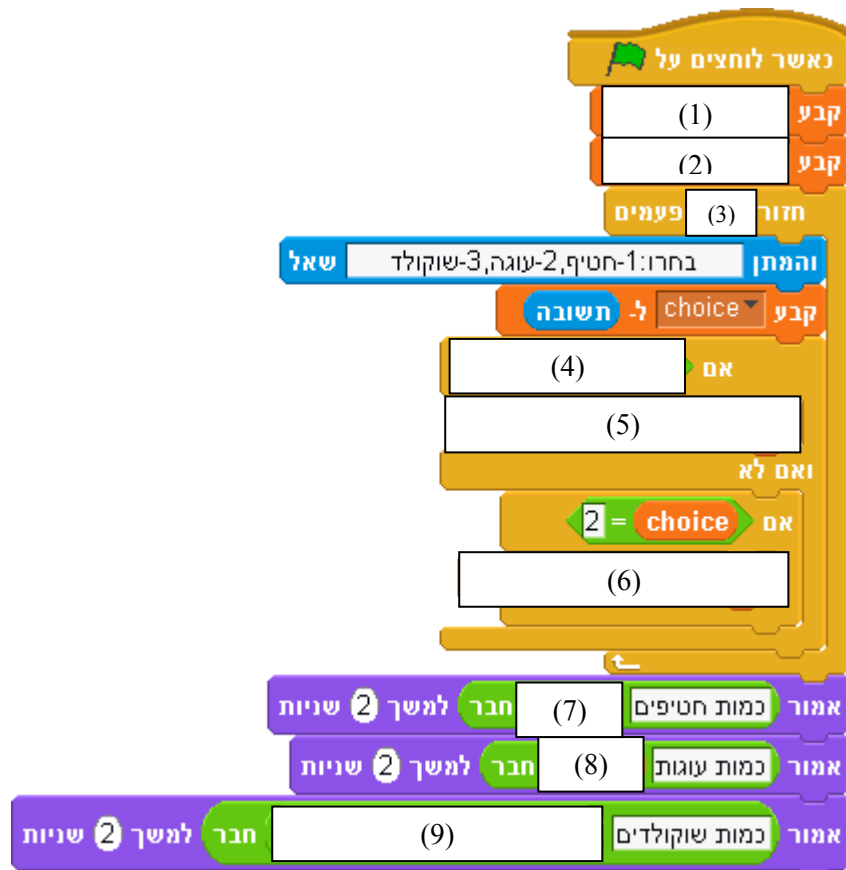 כאשר לוחצים על
קבע (1)
קבע (2)
חזור (3) פעמים
שאל בחרו:1-חטיף,2-עוגה,3-שוקולד והמתן
קבע choice ל- תשובה
אם (4)
(5)
ואם לא
אם choice = 2
(6)
אמור חבר כמות חטיפים (7) למשך 2 שניות
אמור חבר כמות עוגות (8) למשך 2 שניות
אמור חבר כמות שוקולדים (9) למשך 2 שניות